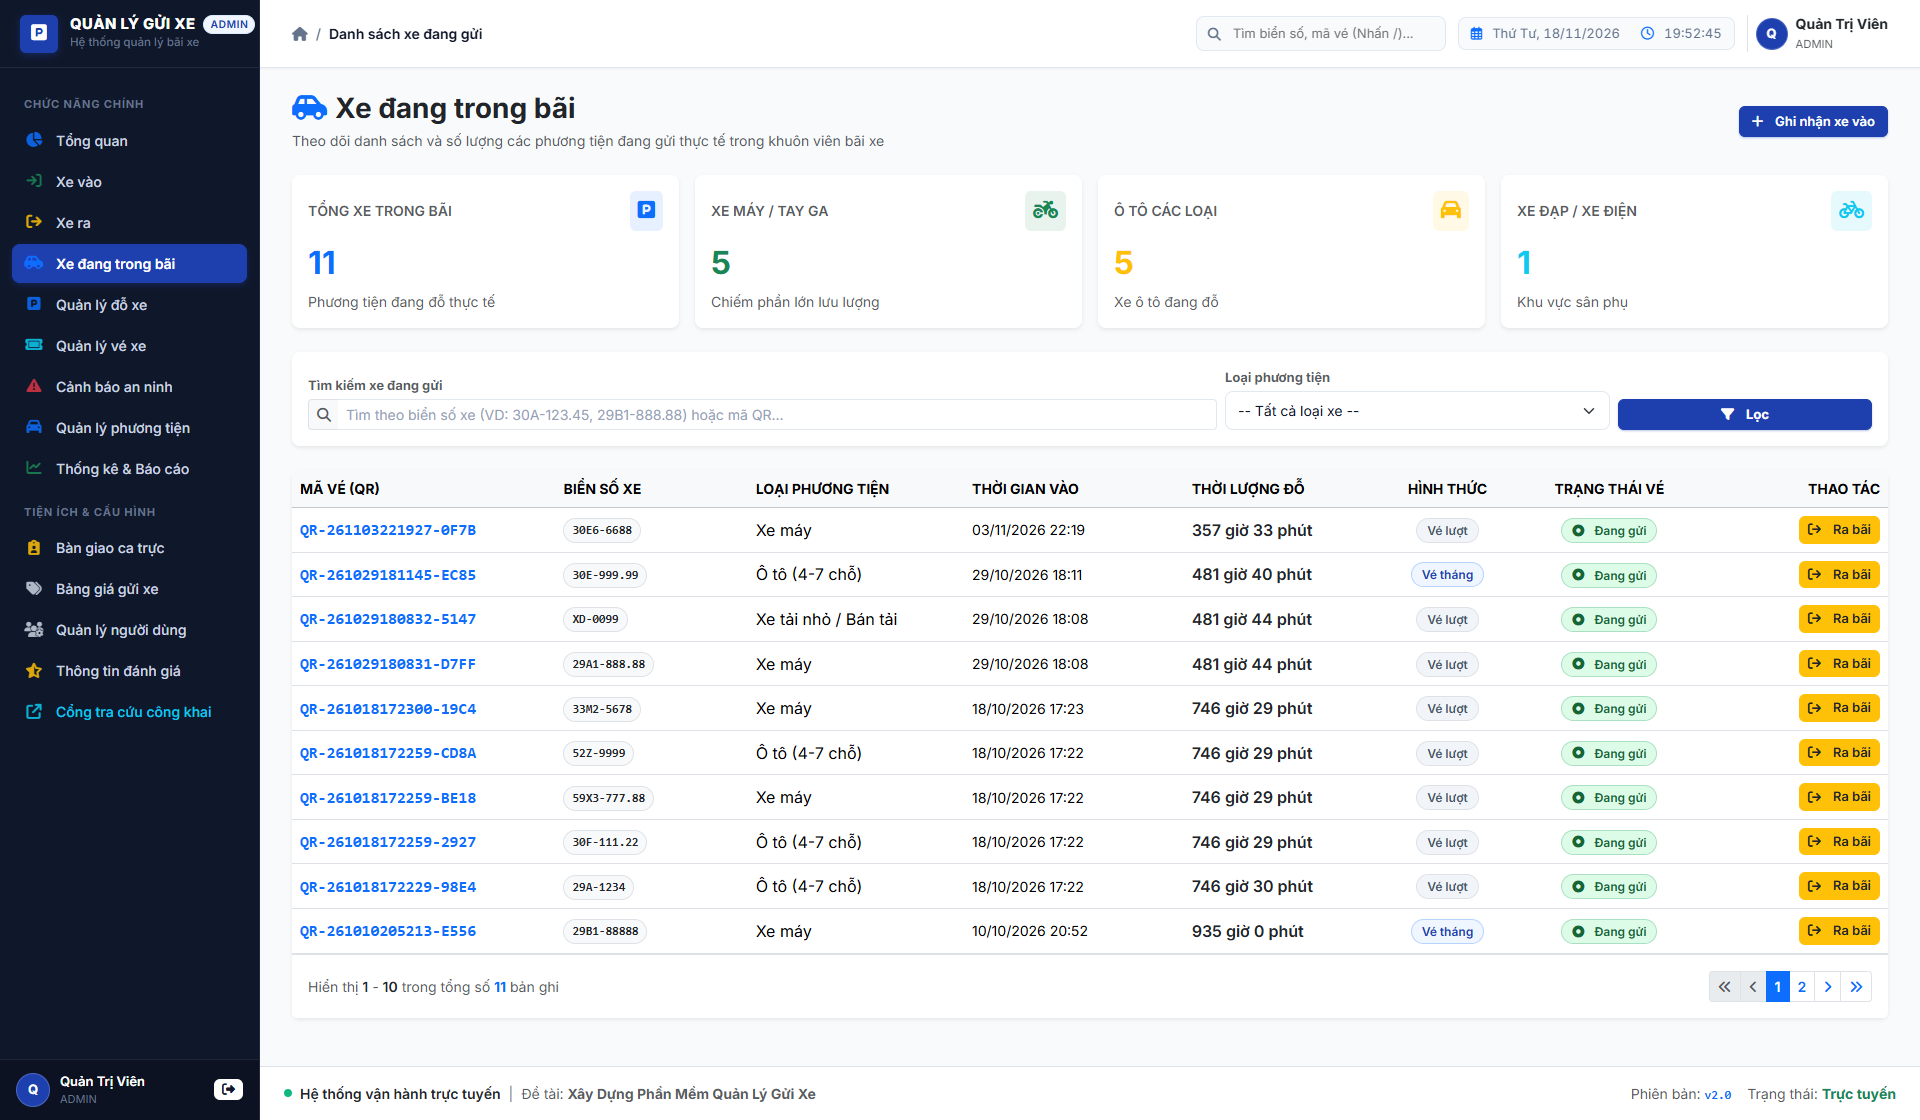 QUẢN LÝ GỬI XE ADMIN
Hệ thống quản lý bãi xe
CHỨC NĂNG CHÍNH
Tổng quan
Xe vào
Xe ra
Xe đang trong bãi
Quản lý đỗ xe
Quản lý vé xe
Cảnh báo an ninh
Quản lý phương tiện
Thống kê & Báo cáo
TIỆN ÍCH & CẤU HÌNH
Bàn giao ca trực
Bảng giá gửi xe
Quản lý người dùng
Thông tin đánh giá
Cổng tra cứu công khai
Q Quản Trị Viên
ADMIN
/ Danh sách xe đang gửi
Tìm biển số, mã vé (Nhấn /)...
Thứ Tư, 18/11/2026 19:52:45
Q Quản Trị Viên
ADMIN
Xe đang trong bãi
Theo dõi danh sách và số lượng các phương tiện đang gửi thực tế trong khuôn viên bãi xe
+ Ghi nhận xe vào
TỔNG XE TRONG BÃI
11
Phương tiện đang đỗ thực tế
XE MÁY / TAY GA
5
Chiếm phần lớn lưu lượng
Ô TÔ CÁC LOẠI
5
Xe ô tô đang đỗ
XE ĐẠP / XE ĐIỆN
1
Khu vực sân phụ
Tìm kiếm xe đang gửi
Tìm theo biển số xe (VD: 30A-123.45, 29B1-888.88) hoặc mã QR...
Loại phương tiện
-- Tất cả loại xe --
Lọc
MÃ VÉ (QR) BIỂN SỐ XE LOẠI PHƯƠNG TIỆN THỜI GIAN VÀO THỜI LƯỢNG ĐỖ HÌNH THỨC TRẠNG THÁI VÉ THAO TÁC
QR-261103221927-0F7B 30E6-6688 Xe máy 03/11/2026 22:19 357 giờ 33 phút Vé lượt Đang gửi Ra bãi
QR-261029181145-EC85 30E-999.99 Ô tô (4-7 chỗ) 29/10/2026 18:11 481 giờ 40 phút Vé tháng Đang gửi Ra bãi
QR-261029180832-5147 XD-0099 Xe tải nhỏ / Bán tải 29/10/2026 18:08 481 giờ 44 phút Vé lượt Đang gửi Ra bãi
QR-261029180831-D7FF 29A1-888.88 Xe máy 29/10/2026 18:08 481 giờ 44 phút Vé lượt Đang gửi Ra bãi
QR-261018172300-19C4 33M2-5678 Xe máy 18/10/2026 17:23 746 giờ 29 phút Vé lượt Đang gửi Ra bãi
QR-261018172259-CD8A 52Z-9999 Ô tô (4-7 chỗ) 18/10/2026 17:22 746 giờ 29 phút Vé lượt Đang gửi Ra bãi
QR-261018172259-BE18 59X3-777.88 Xe máy 18/10/2026 17:22 746 giờ 29 phút Vé lượt Đang gửi Ra bãi
QR-261018172259-2927 30F-111.22 Ô tô (4-7 chỗ) 18/10/2026 17:22 746 giờ 29 phút Vé lượt Đang gửi Ra bãi
QR-261018172229-98E4 29A-1234 Ô tô (4-7 chỗ) 18/10/2026 17:22 746 giờ 30 phút Vé lượt Đang gửi Ra bãi
QR-261010205213-E556 29B1-88888 Xe máy 10/10/2026 20:52 935 giờ 0 phút Vé tháng Đang gửi Ra bãi
Hiển thị 1 - 10 trong tổng số 11 bản ghi
« ‹ 1 2 › »
Hệ thống vận hành trực tuyến | Đề tài: Xây Dựng Phần Mềm Quản Lý Gửi Xe
Phiên bản: v2.0 Trạng thái: Trực tuyến